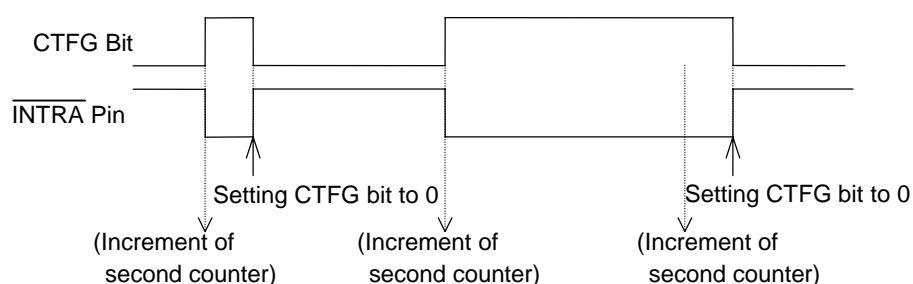 CTFG Bit
INTRA Pin
Setting CTFG bit to 0
Setting CTFG bit to 0
(Increment of
second counter)
(Increment of
second counter)
(Increment of
second counter)